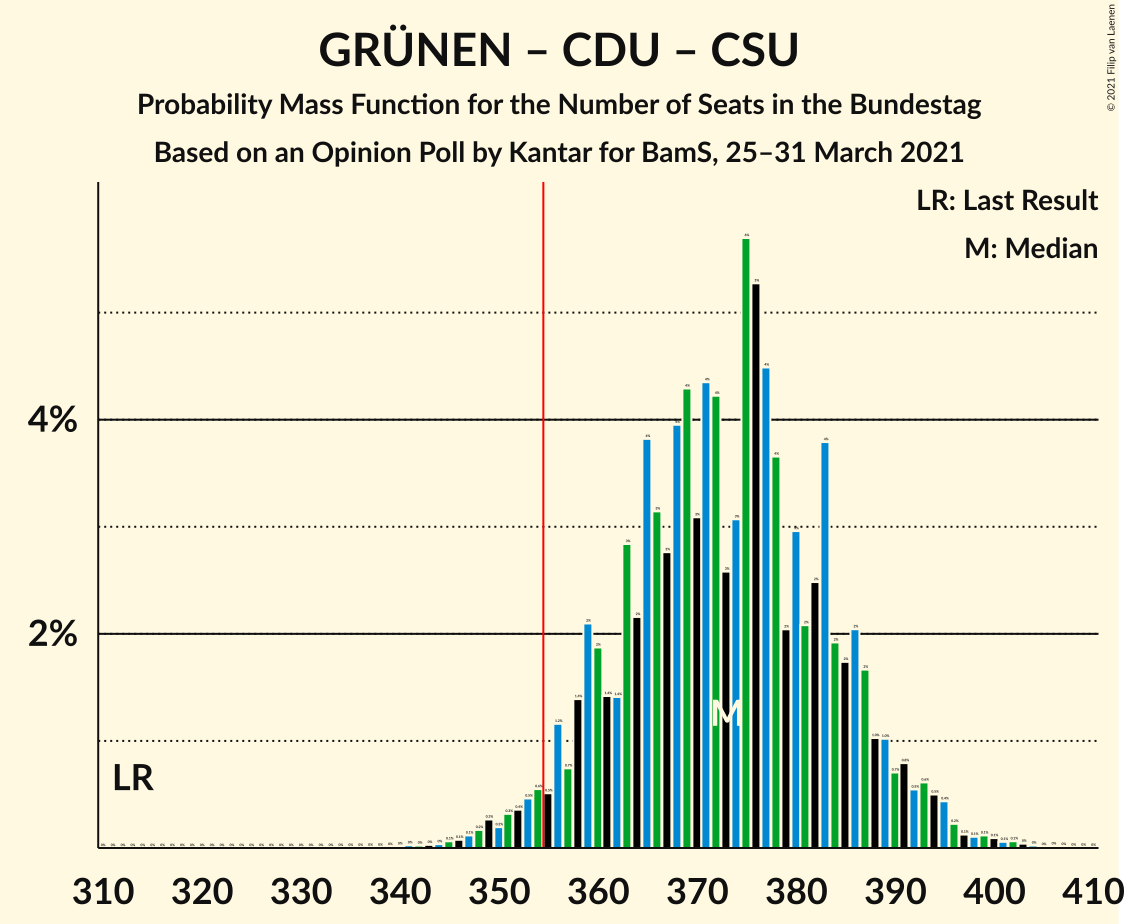 GRÜNEN – CDU – CSU
Probability Mass Function for the Number of Seats in the Bundestag
Based on an Opinion Poll by Kantar for BamS, 25–31 March 2021
© 2021 Filip van Laenen
LR: Last Result
M: Median
4%
2%
LR
M
310 320 330 340 350 360 370 380 390 400 410